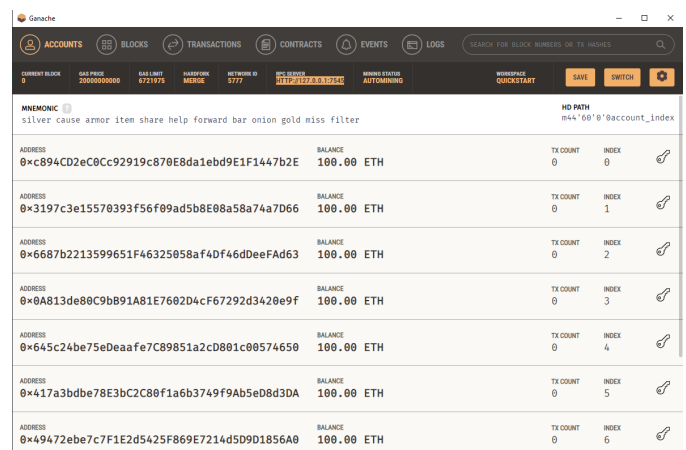 Ganache
ACCOUNTS BLOCKS TRANSACTIONS CONTRACTS EVENTS LOGS SEARCH FOR BLOCK NUMBERS OR TX HASHES
CURRENT BLOCK GAS PRICE GAS LIMIT HARDFORK NETWORK ID RPC SERVER MINING STATUS WORKSPACE
0 20000000000 6721975 MERGE 5777 HTTP://127.0.0.1:7545 AUTOMINING QUICKSTART SAVE SWITCH
MNEMONIC ? HD PATH
silver cause armor item share help forward bar onion gold miss filter m44'60'0'0account_index
ADDRESS BALANCE TX COUNT INDEX
0×c894CD2eC0Cc92919c870E8da1ebd9E1F1447b2E 100.00 ETH 0 0
ADDRESS BALANCE TX COUNT INDEX
0×3197c3e15570393f56f09ad5b8E08a58a74a7D66 100.00 ETH 0 1
ADDRESS BALANCE TX COUNT INDEX
0×6687b2213599651F46325058af4Df46dDeeFAd63 100.00 ETH 0 2
ADDRESS BALANCE TX COUNT INDEX
0×0A813de80C9bB91A81E7602D4cF67292d3420e9f 100.00 ETH 0 3
ADDRESS BALANCE TX COUNT INDEX
0×645c24be75eDeaafe7C89851a2cD801c00574650 100.00 ETH 0 4
ADDRESS BALANCE TX COUNT INDEX
0×417a3bdbe78E3bC2C80f1a6b3749f9Ab5eD8d3DA 100.00 ETH 0 5
ADDRESS BALANCE TX COUNT INDEX
0×49472ebe7c7F1E2d5425F869E7214d5D9D1856A0 100.00 ETH 0 6